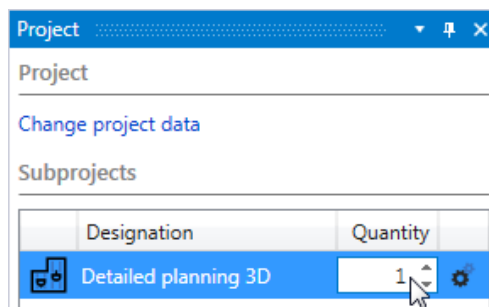 Project
Project
Change project data
Subprojects
Designation Quantity
Detailed planning 3D 1